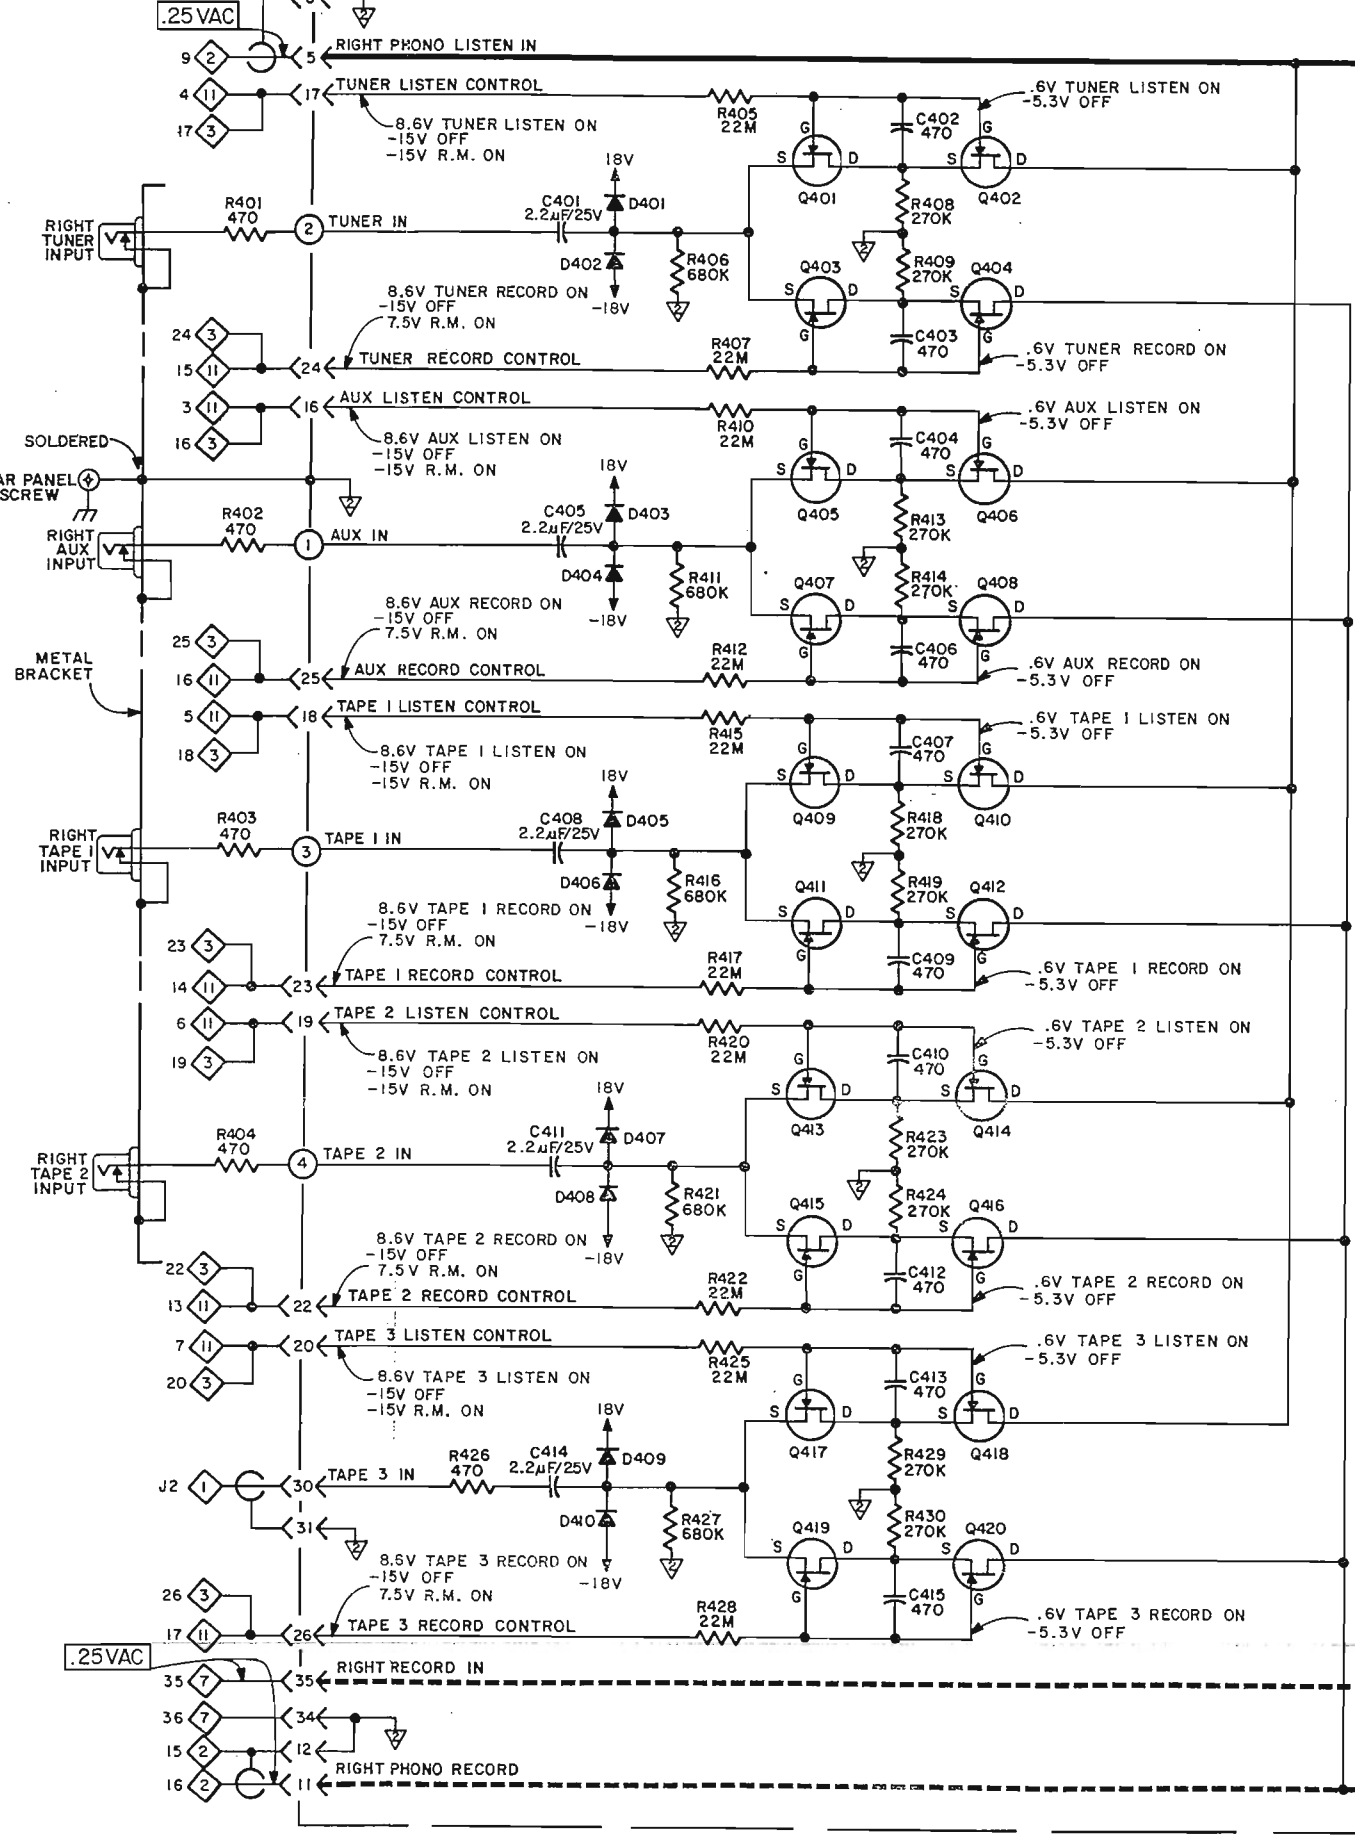 .25 VAC
9 2 5 RIGHT PHONO LISTEN IN
4 11 17 TUNER LISTEN CONTROL
17 3
8.6V TUNER LISTEN ON
-15V OFF
-15V R.M. ON
R405
22M
G
C402
470
.6V TUNER LISTEN ON
-5.3V OFF
G
S D S D
Q401 Q402
18V
RIGHT
TUNER
INPUT
R401
470
2 TUNER IN
C401
2.2µF/25V
D401
D402
-18V
R406
680K
2
R408
270K
2
R409
270K
Q403 Q404
S D S D
G G
8.6V TUNER RECORD ON
-15V OFF
7.5V R.M. ON
24 3
15 11 24 TUNER RECORD CONTROL
R407
22M
C403
470
.6V TUNER RECORD ON
-5.3V OFF
3 11 16 AUX LISTEN CONTROL
16 3
8.6V AUX LISTEN ON
-15V OFF
-15V R.M. ON
R410
22M
G
C404
470
.6V AUX LISTEN ON
-5.3V OFF
G
S D S D
Q405 Q406
SOLDERED
AR PANEL
SCREW
2
18V
RIGHT
AUX
INPUT
R402
470
1 AUX IN
C405
2.2µF/25V
D403
D404
-18V
R411
680K
2
R413
270K
2
R414
270K
Q407 Q408
S D S D
G G
8.6V AUX RECORD ON
-15V OFF
7.5V R.M. ON
25 3
16 11 25 AUX RECORD CONTROL
R412
22M
C406
470
.6V AUX RECORD ON
-5.3V OFF
METAL
BRACKET
5 11 18 TAPE 1 LISTEN CONTROL
18 3
8.6V TAPE 1 LISTEN ON
-15V OFF
-15V R.M. ON
R415
22M
G
C407
470
.6V TAPE 1 LISTEN ON
-5.3V OFF
G
S D S D
Q409 Q410
18V
RIGHT
TAPE 1
INPUT
R403
470
3 TAPE 1 IN
C408
2.2µF/25V
D405
D406
-18V
R416
680K
2
R418
270K
2
R419
270K
Q411 Q412
S D S D
G G
8.6V TAPE 1 RECORD ON
-15V OFF
7.5V R.M. ON
23 3
14 11 23 TAPE 1 RECORD CONTROL
R417
22M
C409
470
.6V TAPE 1 RECORD ON
-5.3V OFF
6 11 19 TAPE 2 LISTEN CONTROL
19 3
8.6V TAPE 2 LISTEN ON
-15V OFF
-15V R.M. ON
R420
22M
G
C410
470
.6V TAPE 2 LISTEN ON
-5.3V OFF
G
S D S D
Q413 Q414
18V
RIGHT
TAPE 2
INPUT
R404
470
4 TAPE 2 IN
C411
2.2µF/25V
D407
D408
-18V
R421
680K
2
R423
270K
2
R424
270K
Q415 Q416
S D S D
G G
8.6V TAPE 2 RECORD ON
-15V OFF
7.5V R.M. ON
22 3
13 11 22 TAPE 2 RECORD CONTROL
R422
22M
C412
470
.6V TAPE 2 RECORD ON
-5.3V OFF
7 11 20 TAPE 3 LISTEN CONTROL
20 3
8.6V TAPE 3 LISTEN ON
-15V OFF
-15V R.M. ON
R425
22M
G
C413
470
.6V TAPE 3 LISTEN ON
-5.3V OFF
G
S D S D
Q417 Q418
18V
J2 1 30 TAPE 3 IN
31 2
R426
470
C414
2.2µF/25V
D409
D410
-18V
R427
680K
2
R429
270K
2
R430
270K
Q419 Q420
S D S D
G G
8.6V TAPE 3 RECORD ON
-15V OFF
7.5V R.M. ON
26 3
17 11 26 TAPE 3 RECORD CONTROL
R428
22M
C415
470
.6V TAPE 3 RECORD ON
-5.3V OFF
.25VAC
35 7 35 RIGHT RECORD IN
36 7 34
2
15 2 12
16 2 11 RIGHT PHONO RECORD